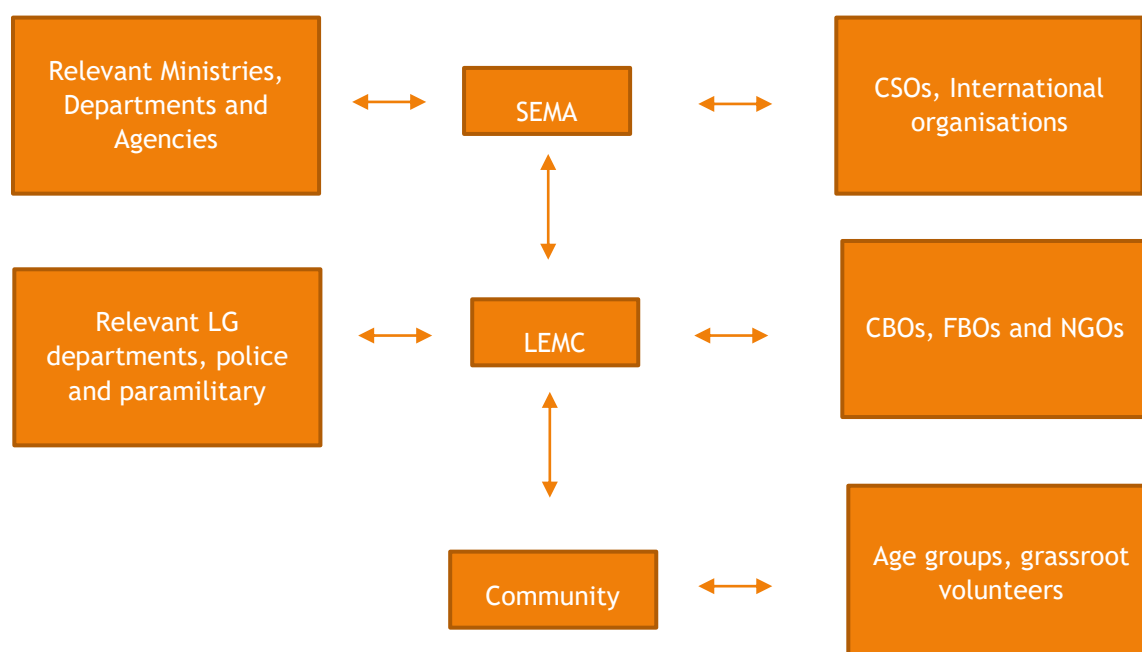 Relevant Ministries,
Departments and
Agencies
SEMA
CSOs, International
organisations
Relevant LG
departments, police
and paramilitary
LEMC
CBOs, FBOs and NGOs
Community
Age groups, grassroot
volunteers